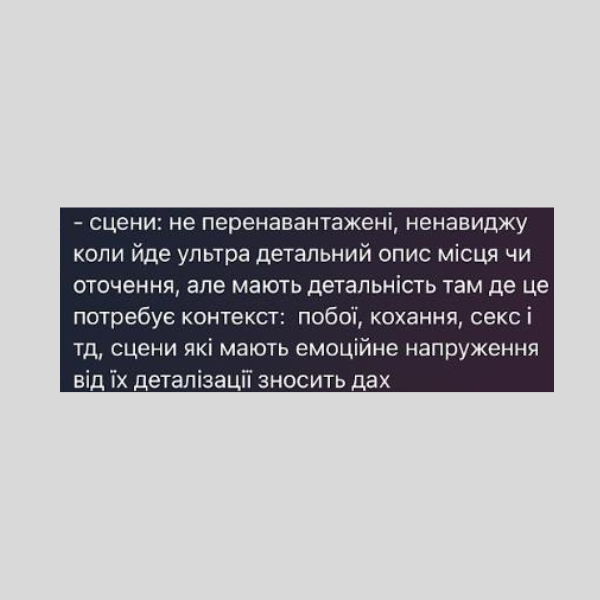 - сцени: не перенавантажені, ненавиджу
коли йде ультра детальний опис місця чи
оточення, але мають детальність там де це
потребує контекст:  побої, кохання, секс і
тд, сцени які мають емоційне напруження
від їх деталізації зносить дах